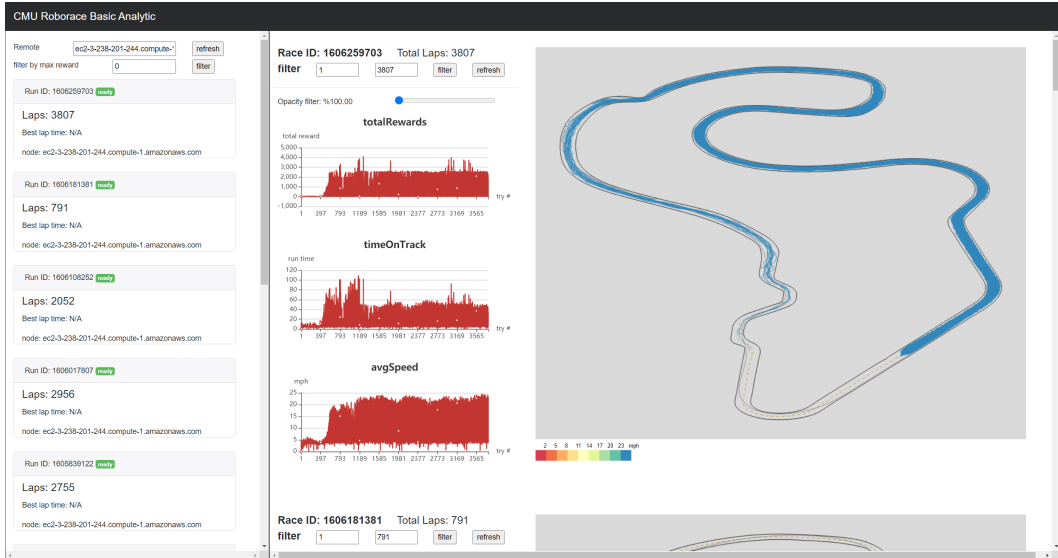 CMU Roborace Basic Analytic
Remote
ec2-3-238-201-244.compute-1
refresh
filter by max reward
0
filter
Run ID: 1606259703 ready
Laps: 3807
Best lap time: N/A
node: ec2-3-238-201-244.compute-1.amazonaws.com
Run ID: 1606181381 ready
Laps: 791
Best lap time: N/A
node: ec2-3-238-201-244.compute-1.amazonaws.com
Run ID: 1606108252 ready
Laps: 2052
Best lap time: N/A
node: ec2-3-238-201-244.compute-1.amazonaws.com
Run ID: 1606017807 ready
Laps: 2956
Best lap time: N/A
node: ec2-3-238-201-244.compute-1.amazonaws.com
Run ID: 1605839122 ready
Laps: 2755
Best lap time: N/A
node: ec2-3-238-201-244.compute-1.amazonaws.com
Race ID: 1606259703 Total Laps: 3807
filter 1 3807 filter refresh
Opacity filter: %100.00
totalRewards
total reward
5,000
4,000
3,000
2,000
1,000
0
-1,000
1 397 793 1189 1585 1981 2377 2773 3169 3565
try #
timeOnTrack
run time
120
100
80
60
40
20
0
1 397 793 1189 1585 1981 2377 2773 3169 3565
try #
avgSpeed
mph
25
20
15
10
5
0
1 397 793 1189 1585 1981 2377 2773 3169 3565
try #
2 5 8 11 14 17 20 23 mph
Race ID: 1606181381 Total Laps: 791
filter 1 791 filter refresh